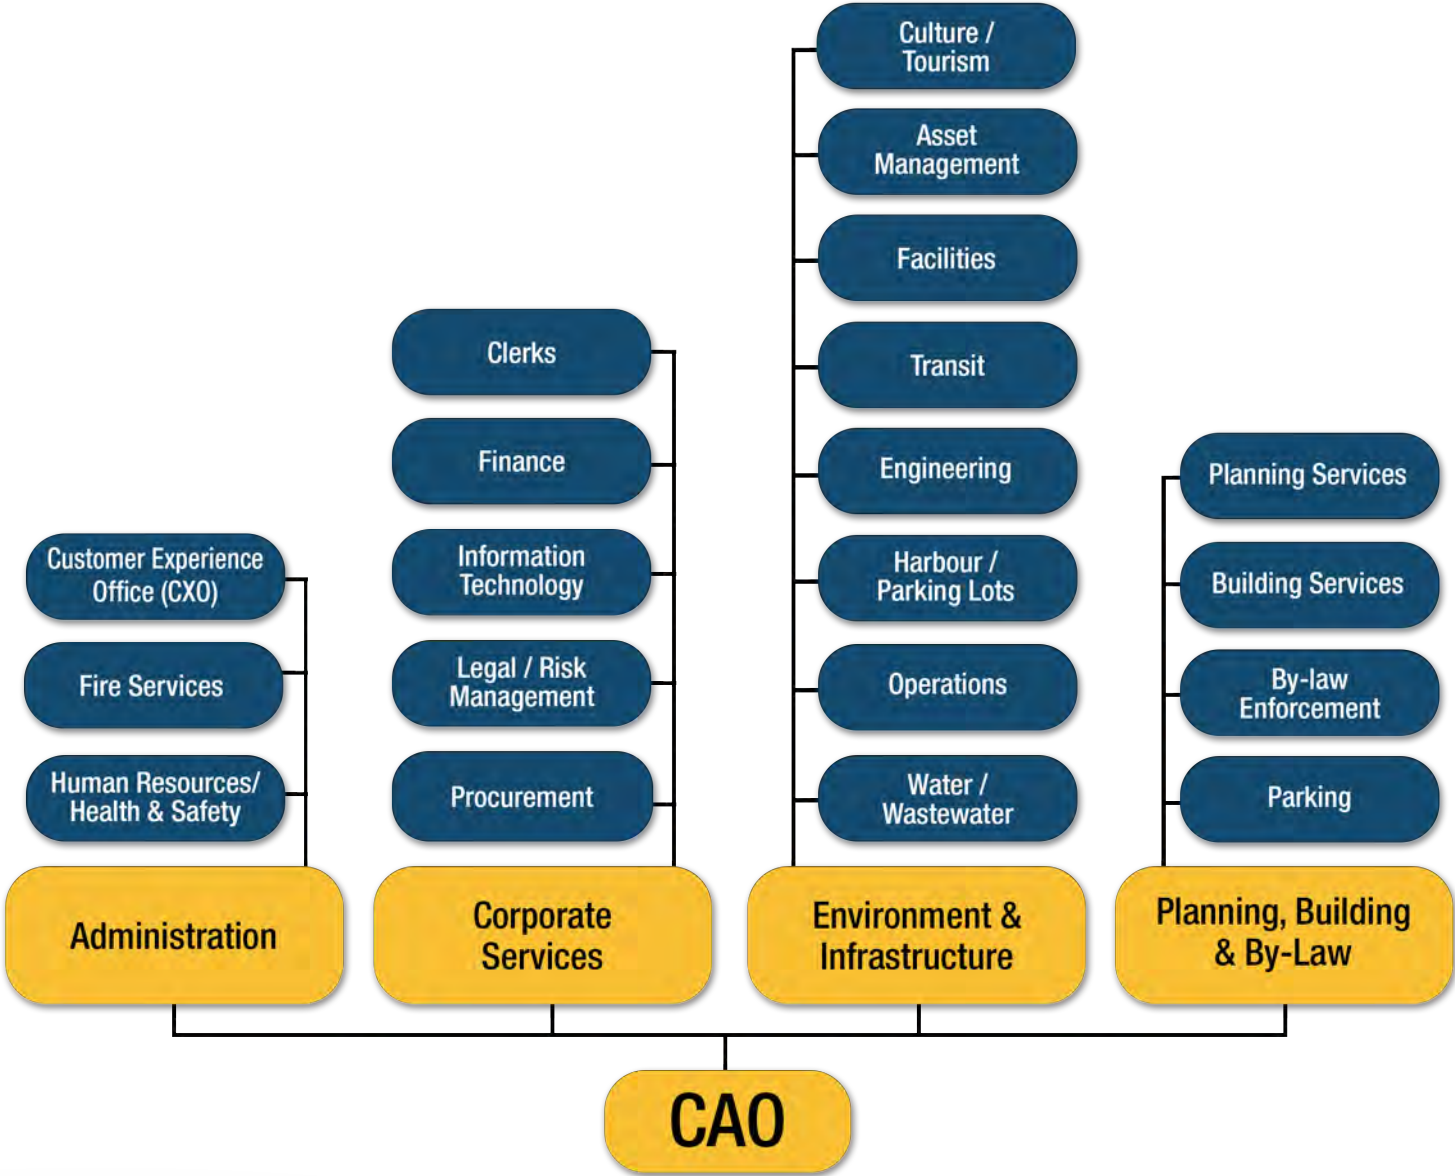 Culture /
Tourism
Asset
Management
Facilities
Transit
Engineering
Harbour /
Parking Lots
Operations
Water /
Wastewater
Clerks
Finance
Information
Technology
Legal / Risk
Management
Procurement
Customer Experience
Office (CXO)
Fire Services
Human Resources/
Health & Safety
Planning Services
Building Services
By-law
Enforcement
Parking
Administration
Corporate
Services
Environment &
Infrastructure
Planning, Building
& By-Law
CAO